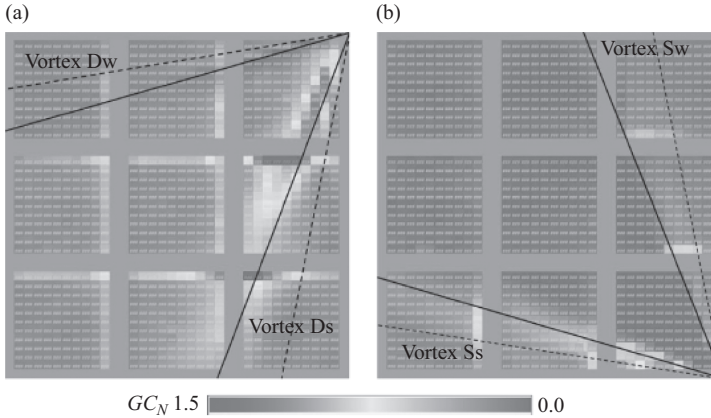 (a)
(b)
Vortex Dw
Vortex Sw
Vortex Ds
Vortex Ss
GC_N 1.5
0.0